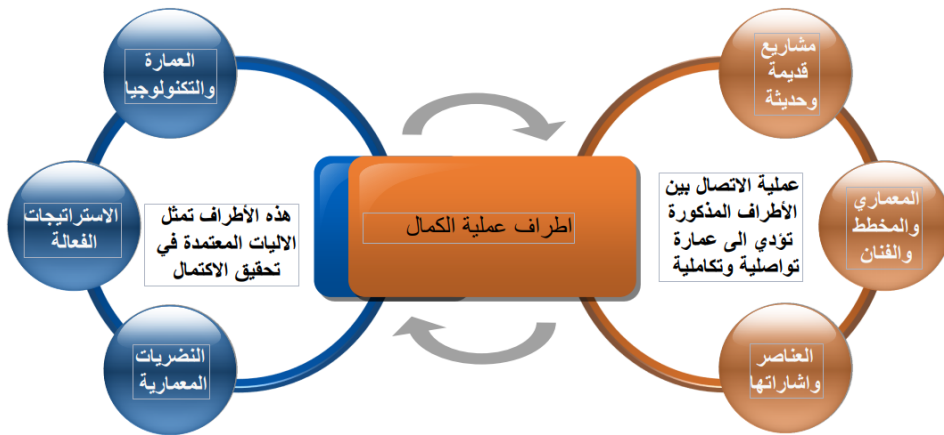 مشاريع
قديمة
وحديثة
المعماري
والمخطط
والفنان
العناصر
واشاراتها
عملية الاتصال بين
الأطراف المذكورة
تؤدي الى عمارة
تواصلية وتكاملية
اطراف عملية الكمال
هذه الأطراف تمثل
الاليات المعتمدة في
تحقيق الاكتمال
العمارة
والتكنولوجيا
الاستراتيجات
الفعالة
النضريات
المعمارية